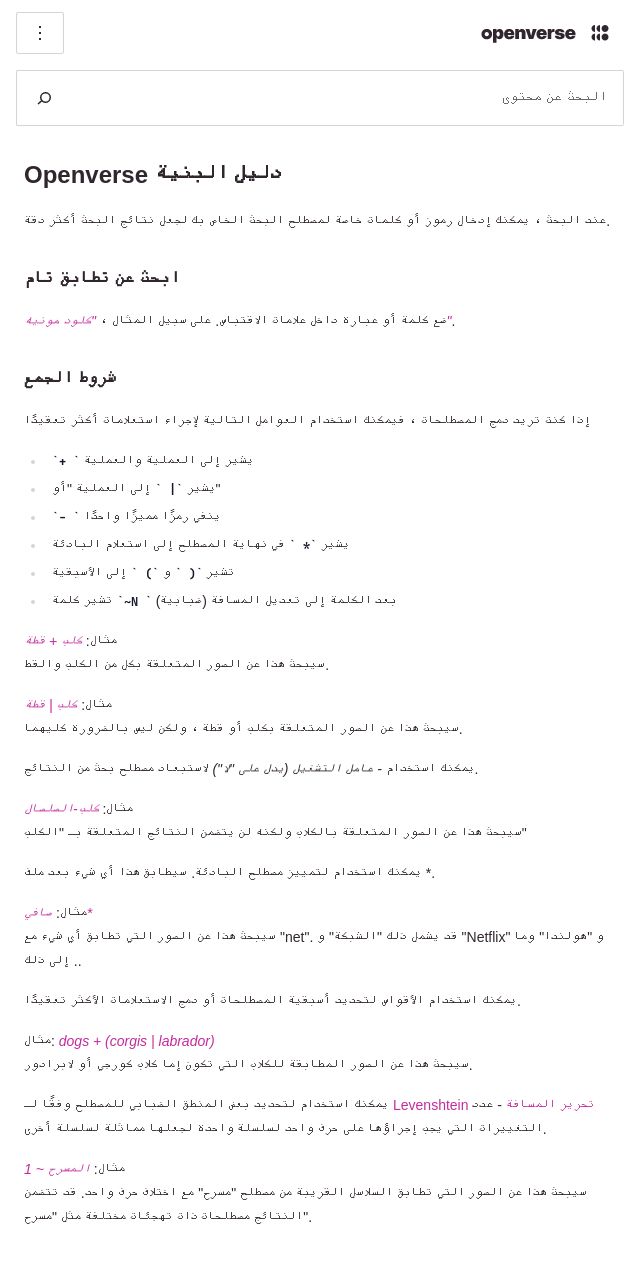 openverse
البحث عن محتوى
دليل البنية Openverse
عند البحث ، يمكنك إدخال رموز أو كلمات خاصة لمصطلح البحث الخاص بك لجعل نتائج البحث أكثر دقة.
ابحث عن تطابق تام
ضع كلمة أو عبارة داخل علامات الاقتباس. على سبيل المثال ، "كلود مونيه".
شروط الجمع
إذا كنت تريد دمج المصطلحات ، فيمكنك استخدام العوامل التالية لإجراء استعلامات أكثر تعقيدًا
يشير إلى العملية والعملية ` +`
يشير ` | ` إلى العملية "أو"
ينفي رمزًا مميزًا واحدًا ` -`
يشير ` * ` في نهاية المصطلح إلى استعلام البادئة
تشير ` ( ` و ` ) ` إلى الأسبقية
بعد الكلمة إلى تعديل المسافة (ضبابية) ` ~N` تشير كلمة
مثال: كلب + قطة
سيبحث هذا عن الصور المتعلقة بكل من الكلب والقط.
مثال: كلب | قطة
سيبحث هذا عن الصور المتعلقة بكلب أو قطة ، ولكن ليس بالضرورة كليهما.
يمكنك استخدام - عامل التشغيل (يدل على "لا") لاستبعاد مصطلح بحث من النتائج.
مثال: كلب -السلسال
سيبحث هذا عن الصور المتعلقة بالكلاب ولكنه لن يتضمن النتائج المتعلقة بـ "الكلب"
يمكنك استخدام لتمييز مصطلح البادئة. سيطابق هذا أي شيء بعد ملف *.
مثال: صافي*
سيبحث هذا عن الصور التي تطابق أي شيء مع "net". قد يشمل ذلك "الشبكة" و "Netflix" و "هولندا" وما
إلى ذلك ..
يمكنك استخدام الأقواس لتحديد أسبقية المصطلحات أو دمج الاستعلامات الأكثر تعقيدًا.
مثال: dogs + (corgis | labrador)
سيبحث هذا عن الصور المطابقة للكلاب التي تكون إما كلاب كورجي أو لابرادور.
يمكنك استخدام لتحديد بعض المنطق الضبابي للمصطلح وفقًا لـ Levenshtein تحرير المسافة - عدد
التغييرات التي يجب إجراؤها على حرف واحد لسلسلة واحدة لجعلها مماثلة لسلسلة أخرى.
مثال: المسرح ~ 1
سيبحث هذا عن الصور التي تطابق السلاسل القريبة من مصطلح "مسرح" مع اختلاف حرف واحد. قد تتضمن
النتائج مصطلحات ذات تهجئات مختلفة مثل "مسرح".